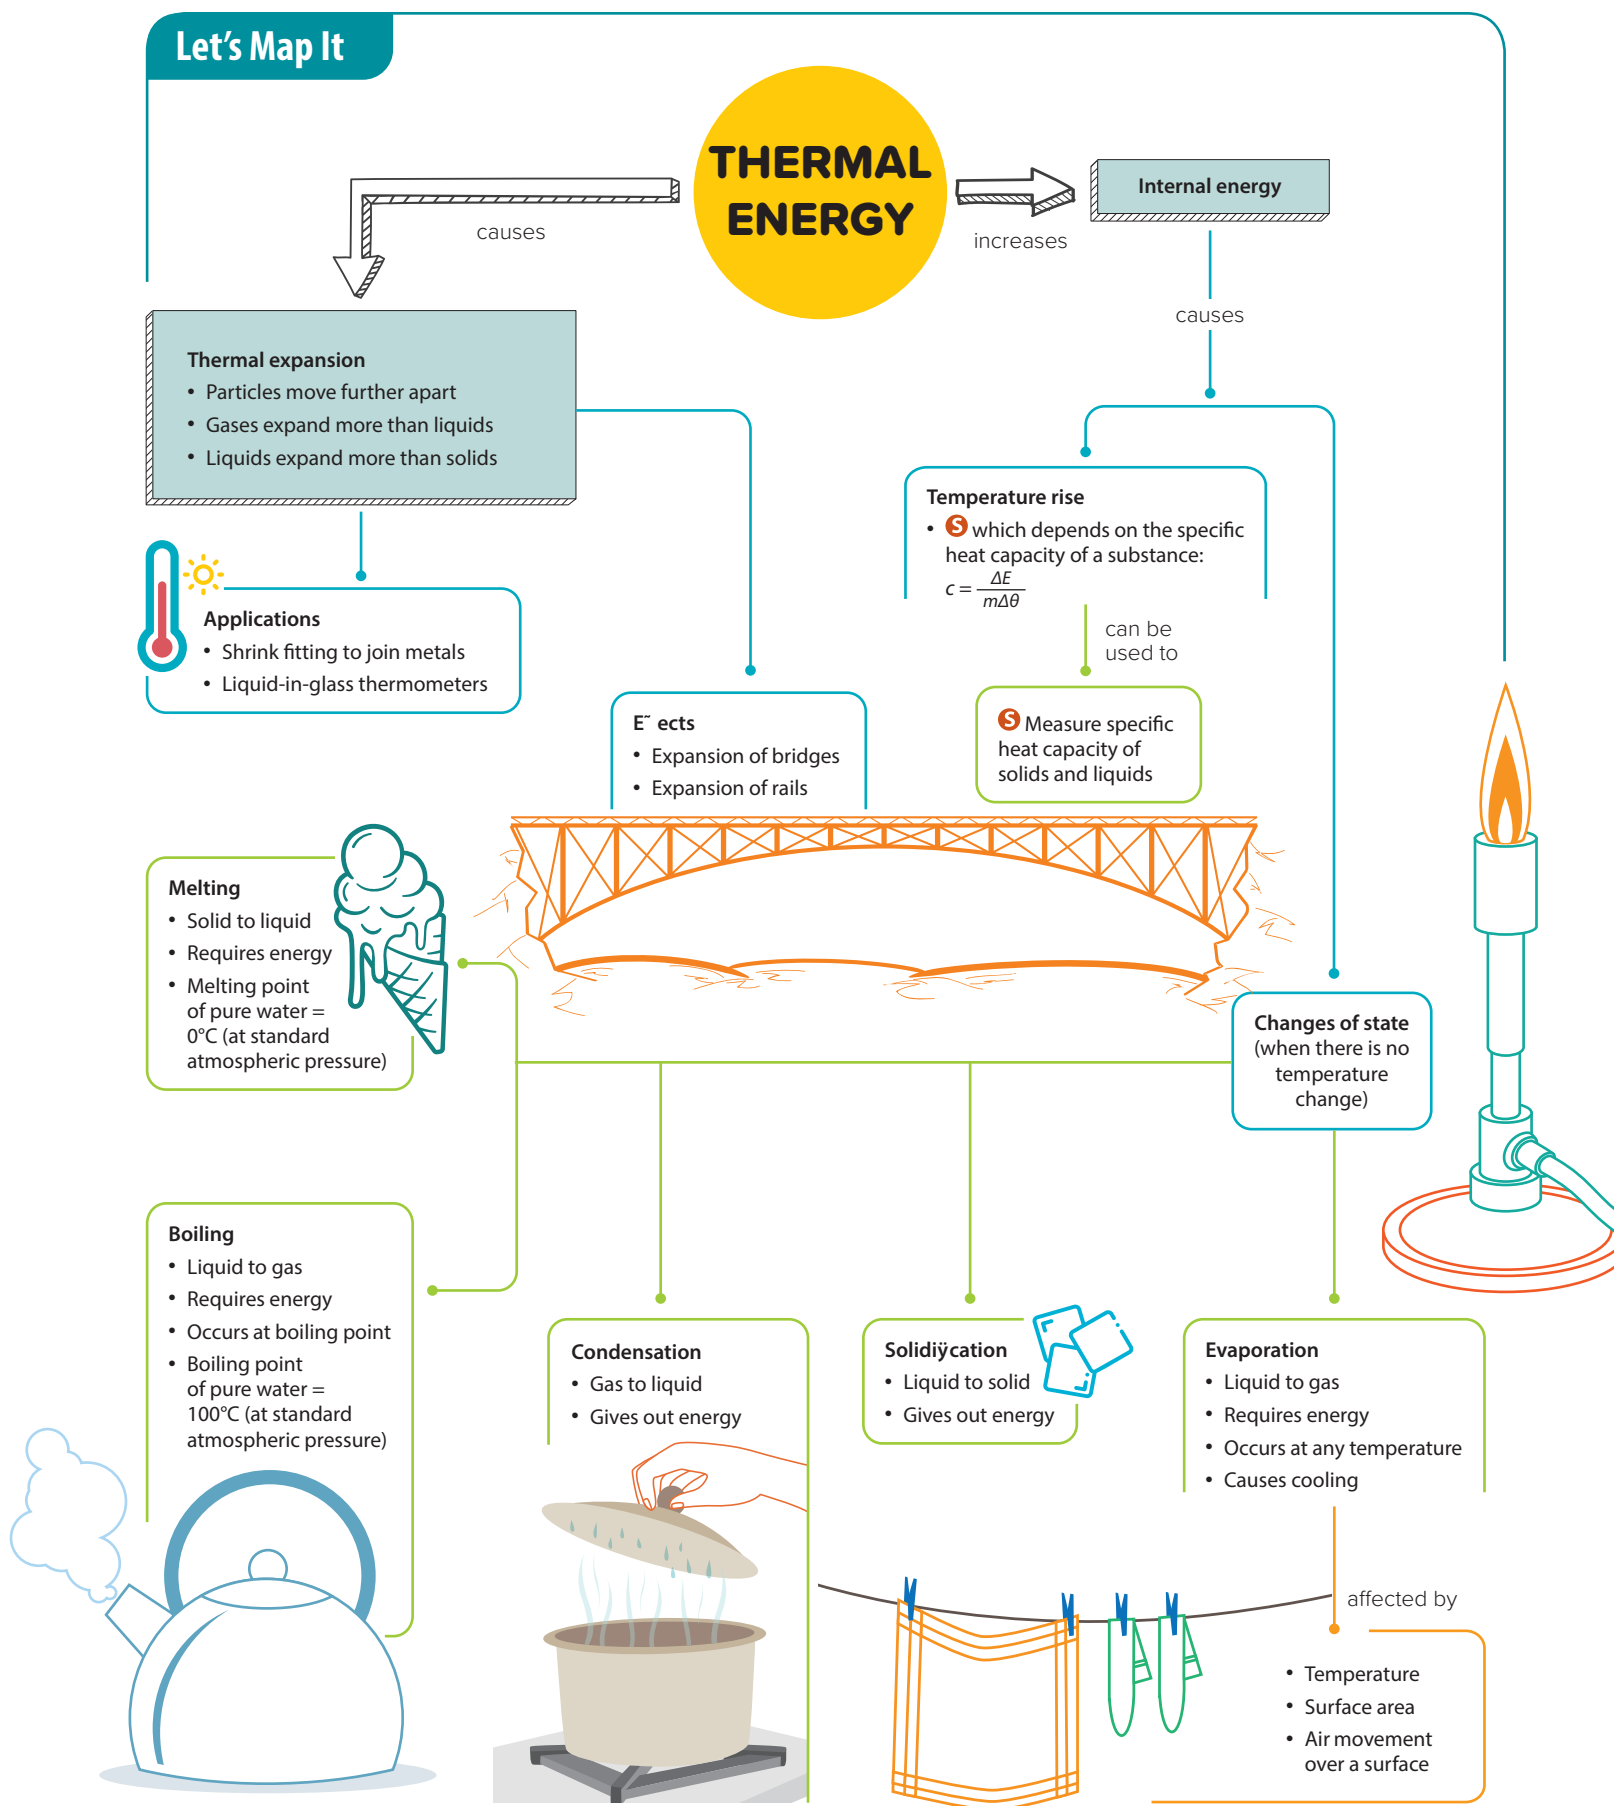 Let's Map It
THERMAL
ENERGY
causes
increases
Internal energy
causes
Thermal expansion
• Particles move further apart
• Gases expand more than liquids
• Liquids expand more than solids
Temperature rise
• S which depends on the specific
heat capacity of a substance:
c = ΔE / mΔθ
can be
used to
S Measure specific
heat capacity of
solids and liquids
Applications
• Shrink fitting to join metals
• Liquid-in-glass thermometers
E˜ ects
• Expansion of bridges
• Expansion of rails
Melting
• Solid to liquid
• Requires energy
• Melting point
of pure water =
0°C (at standard
atmospheric pressure)
Changes of state
(when there is no
temperature
change)
Boiling
• Liquid to gas
• Requires energy
• Occurs at boiling point
• Boiling point
of pure water =
100°C (at standard
atmospheric pressure)
Condensation
• Gas to liquid
• Gives out energy
Solidiÿcation
• Liquid to solid
• Gives out energy
Evaporation
• Liquid to gas
• Requires energy
• Occurs at any temperature
• Causes cooling
affected by
• Temperature
• Surface area
• Air movement
over a surface